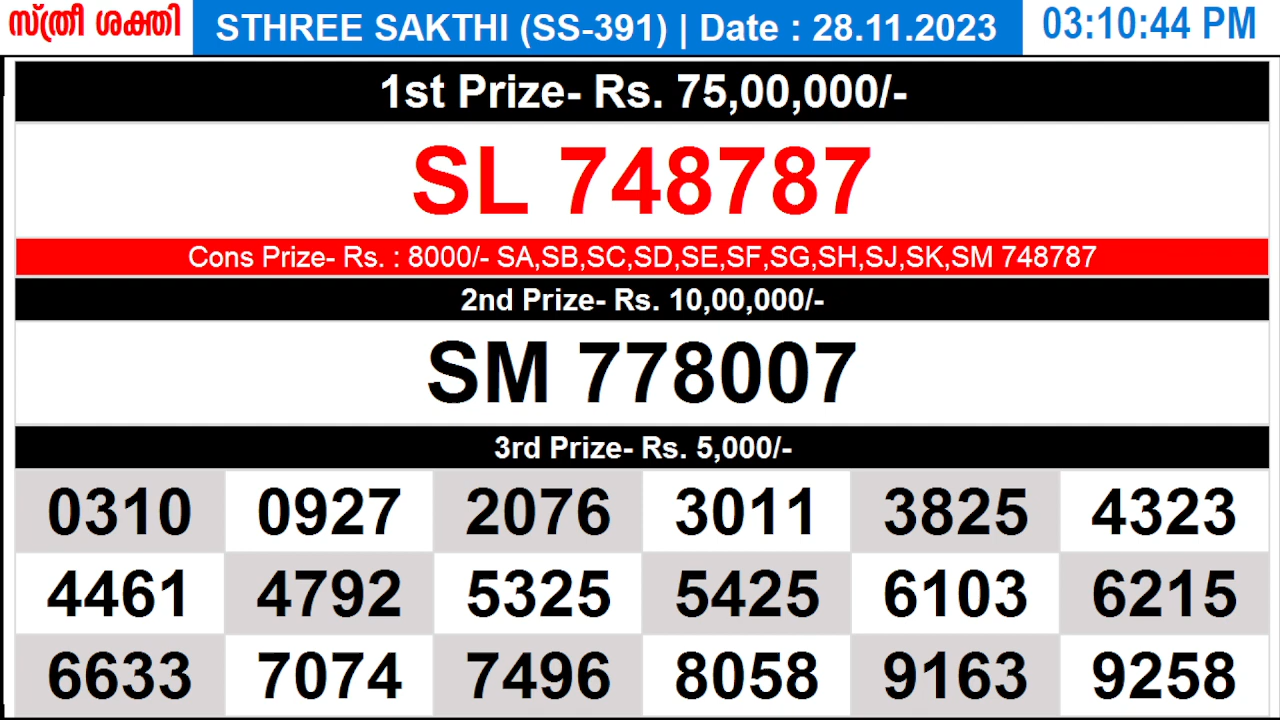 സ്ത്രീ ശക്തി STHREE SAKTHI (SS-391) | Date : 28.11.2023 03:10:44 PM
1st Prize- Rs. 75,00,000/-
SL 748787
Cons Prize- Rs. : 8000/- SA,SB,SC,SD,SE,SF,SG,SH,SJ,SK,SM 748787
2nd Prize- Rs. 10,00,000/-
SM 778007
3rd Prize- Rs. 5,000/-
0310 0927 2076 3011 3825 4323
4461 4792 5325 5425 6103 6215
6633 7074 7496 8058 9163 9258